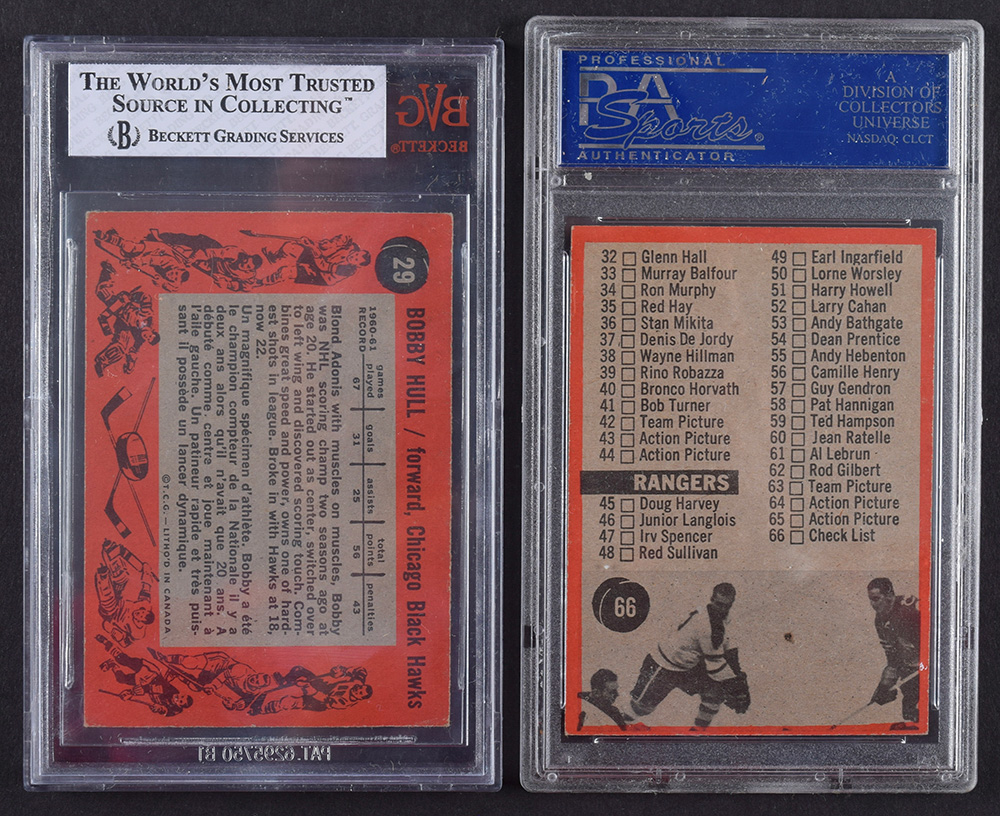 THE WORLD'S MOST TRUSTED
SOURCE IN COLLECTING™
B BECKETT GRADING SERVICES
BVG
BECKETT®
29
BOBBY HULL / forward, Chicago Black Hawks
1960-61 RECORD
games played
goals
assists
total points
penalties
67
31
25
56
43
Blond Adonis with muscles on muscles, Bobby
was NHL scoring champ two seasons ago at
age 20. He started out as center, switched over
to left wing and discovered scoring touch. Com-
bines great speed and power, owns one of hard-
est shots in league. Broke in with Hawks at 18,
now 22.
Un magnifique spécimen d'athlète, Bobby a été
le champion compteur de la Nationale il y a
deux ans alors qu'il n'avait que 20 ans. A
débuté comme centre et joue maintenant à
l'aile gauche. Un patineur rapide et très puis-
sant il possède un lancer dynamique.
©T.C.G.—LITHO'D IN CANADA
PAT. 6295750 B1
PROFESSIONAL
PSA
Sports®
AUTHENTICATOR
A
DIVISION OF
COLLECTORS
UNIVERSE
NASDAQ: CLCT
32 Glenn Hall
33 Murray Balfour
34 Ron Murphy
35 Red Hay
36 Stan Mikita
37 Denis De Jordy
38 Wayne Hillman
39 Rino Robazza
40 Bronco Horvath
41 Bob Turner
42 Team Picture
43 Action Picture
44 Action Picture
RANGERS
45 Doug Harvey
46 Junior Langlois
47 Irv Spencer
48 Red Sullivan
49 Earl Ingarfield
50 Lorne Worsley
51 Harry Howell
52 Larry Cahan
53 Andy Bathgate
54 Dean Prentice
55 Andy Hebenton
56 Camille Henry
57 Guy Gendron
58 Pat Hannigan
59 Ted Hampson
60 Jean Ratelle
61 Al Lebrun
62 Rod Gilbert
63 Team Picture
64 Action Picture
65 Action Picture
66 Check List
66